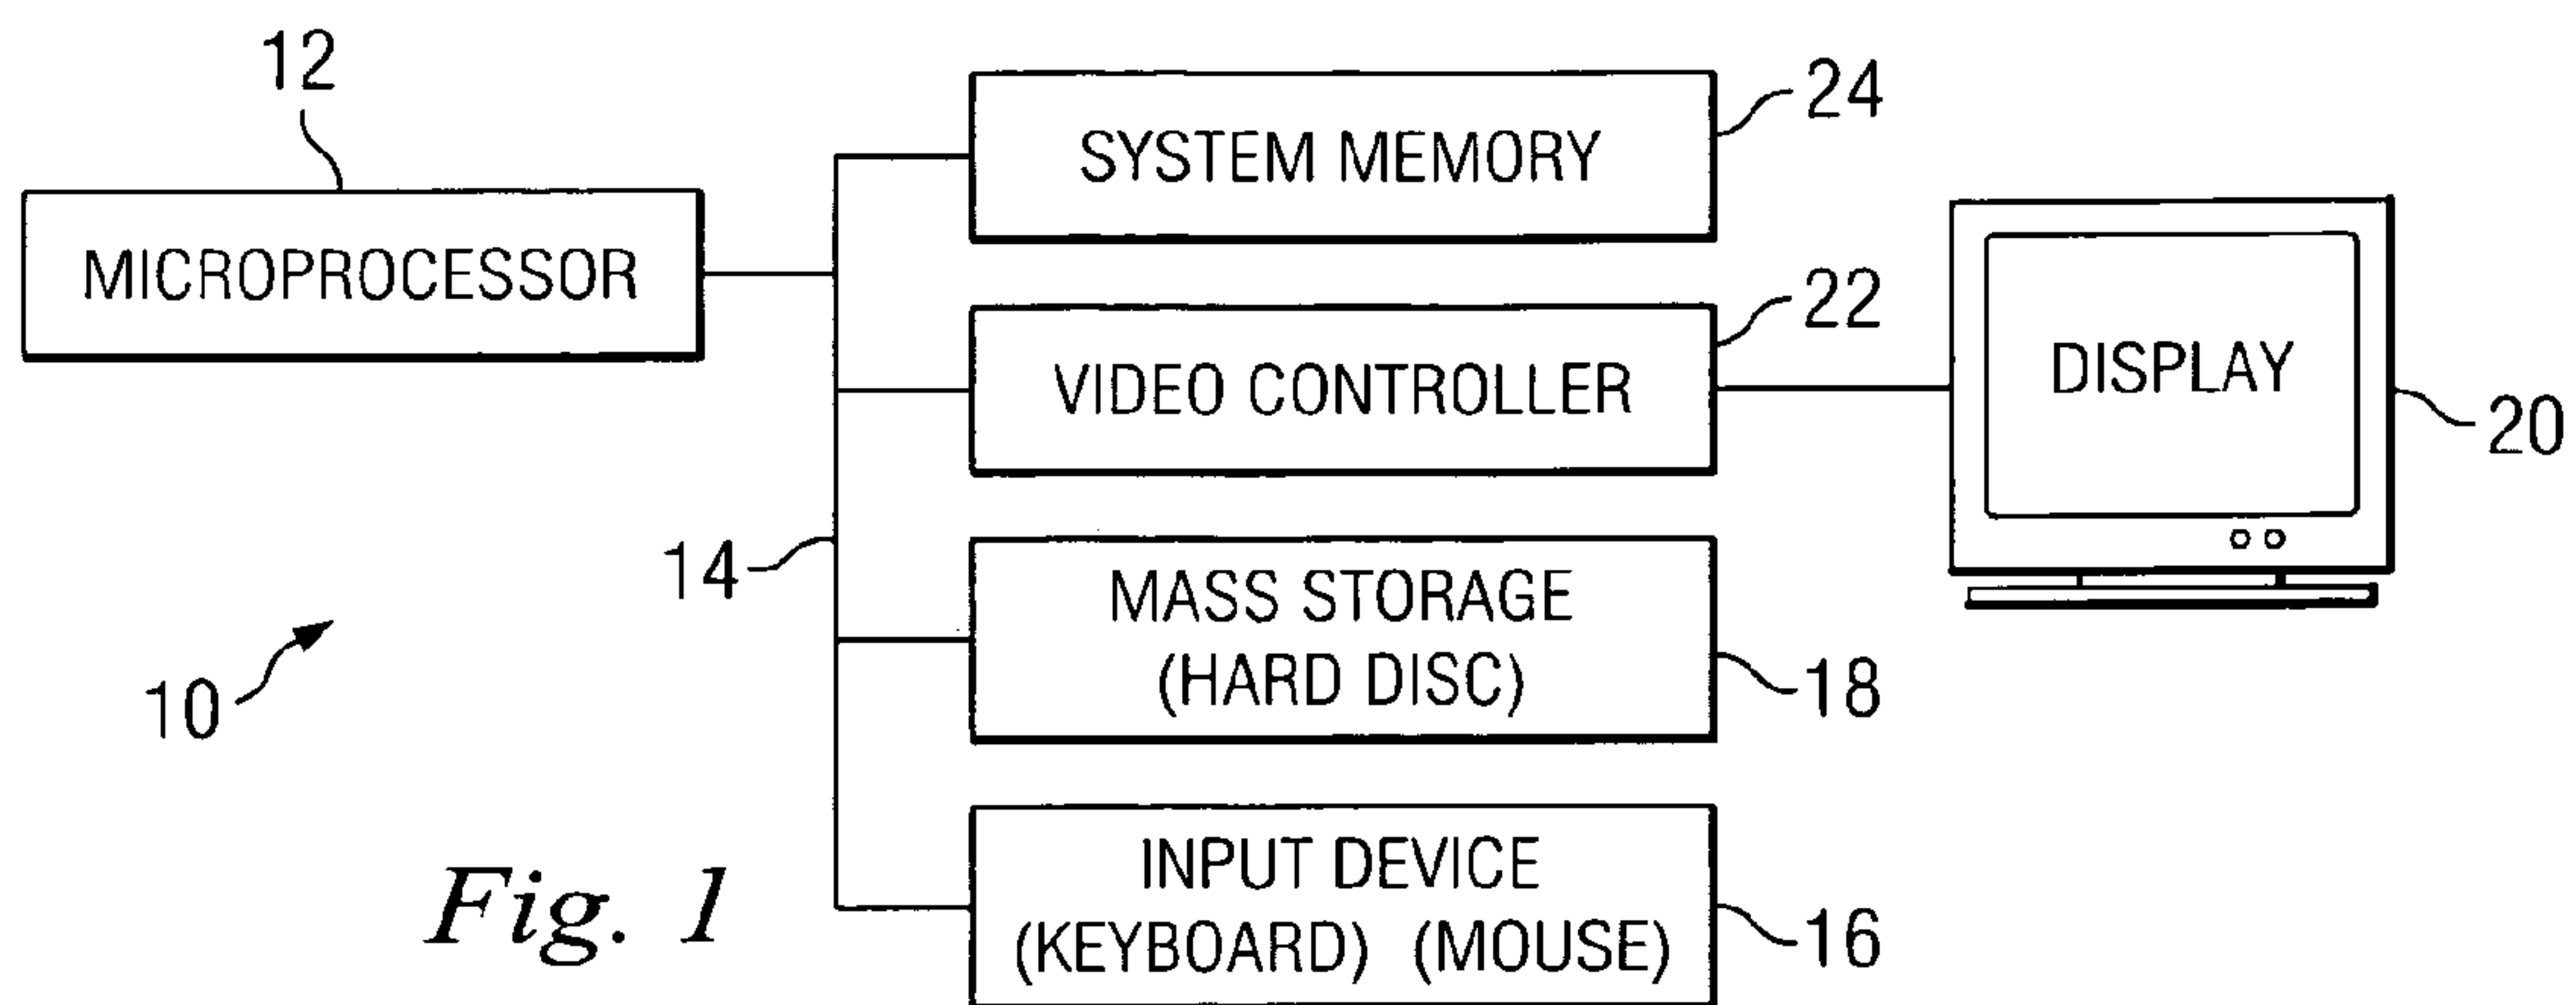 12
MICROPROCESSOR
SYSTEM MEMORY
24
VIDEO CONTROLLER
22
DISPLAY
20
14
MASS STORAGE
(HARD DISC)
18
10
INPUT DEVICE
(KEYBOARD) (MOUSE)
16
Fig. 1